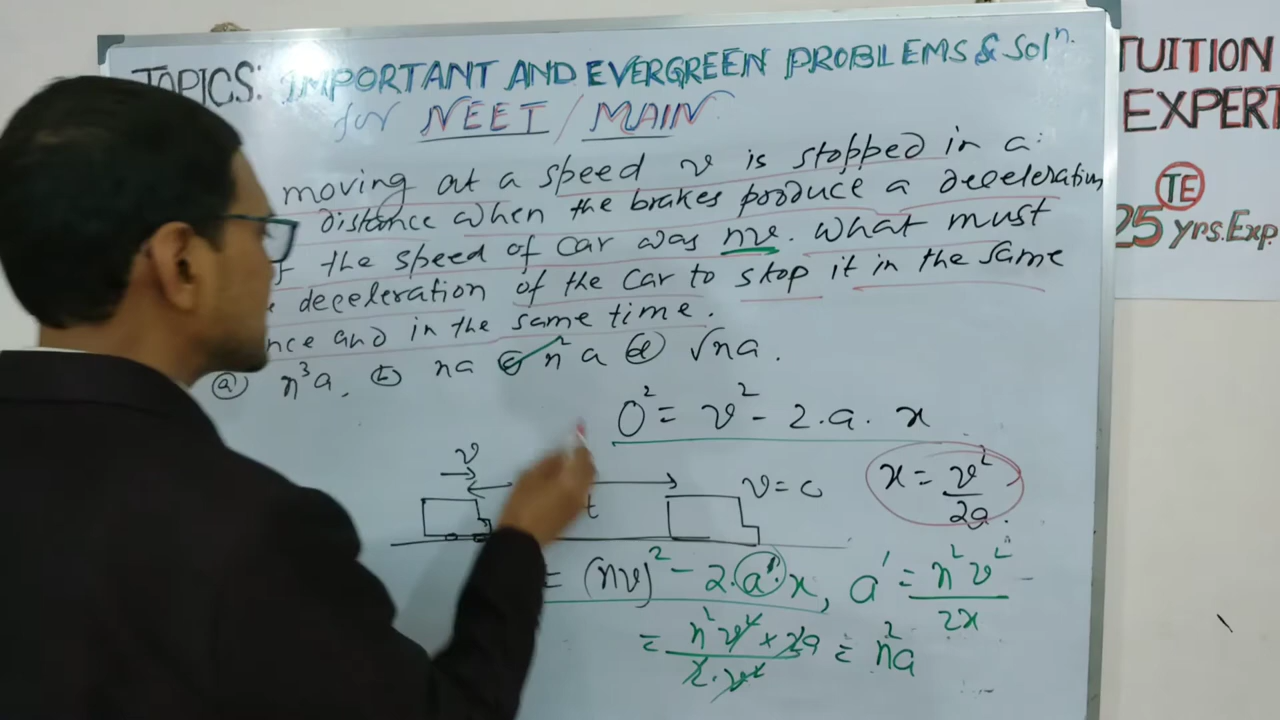 TOPICS: IMPORTANT AND EVERGREEN PROBLEMS & Solⁿ.
for NEET / MAIN
moving at a speed v is stopped in a
distance when the brakes produce a deceleration
the speed of car was nv. What must
deceleration of the car to stop it in the same
and in the same time.
ⓐ n³a. ⓑ na ⓒ n²a ⓓ √na.
0² = v² - 2.a.x
v
v = 0
t
x = v²/2a.
= (nv)² - 2.a'.x, a' = n²v²/2x
= n²v² × 2a / 2.v² = n²a
TUITION
EXPERT
TE
25 yrs. Exp